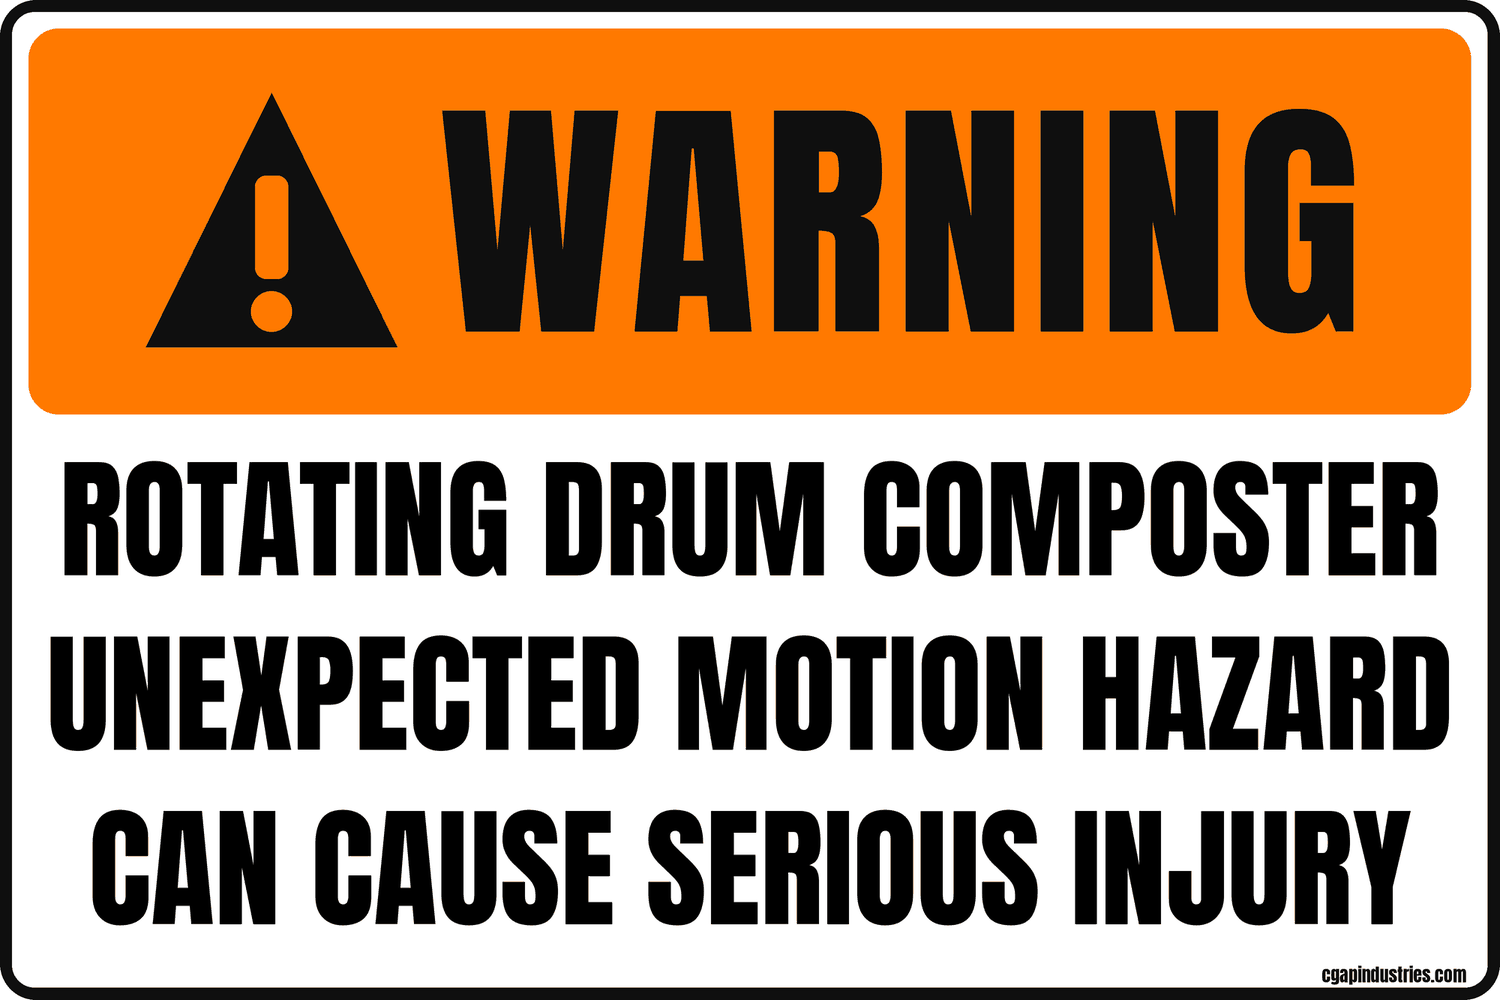 WARNING
ROTATING DRUM COMPOSTER
UNEXPECTED MOTION HAZARD
CAN CAUSE SERIOUS INJURY
cgapindustries.com